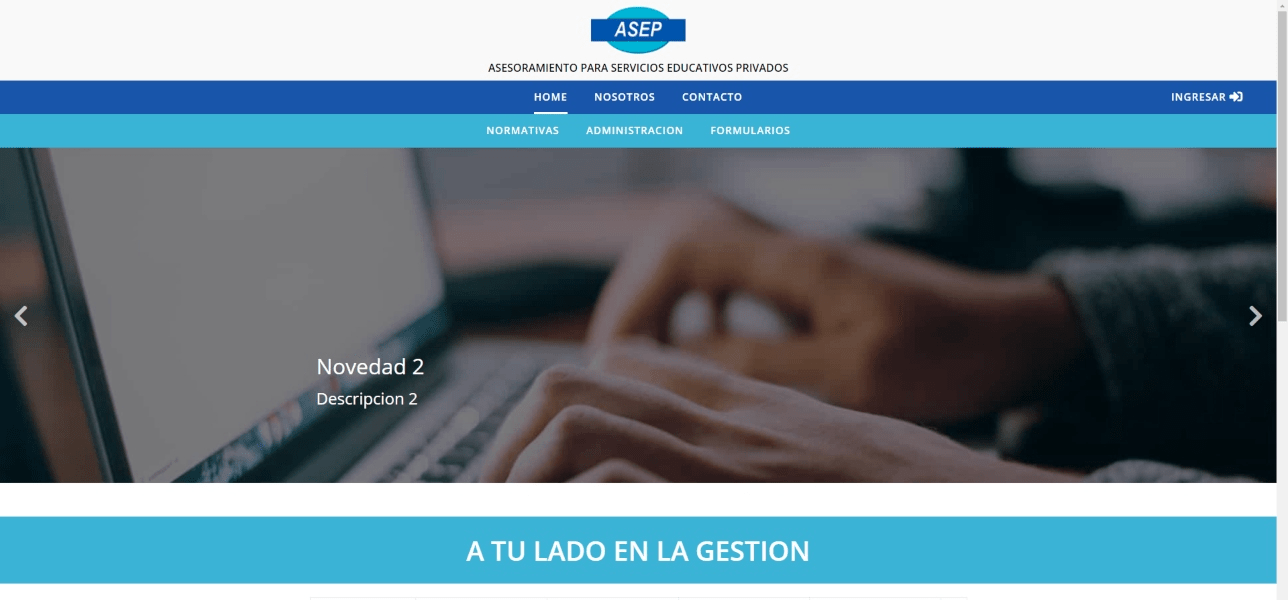 ASEP
ASESORAMIENTO PARA SERVICIOS EDUCATIVOS PRIVADOS
HOME NOSOTROS CONTACTO INGRESAR
NORMATIVAS ADMINISTRACION FORMULARIOS
Novedad 2
Descripcion 2
A TU LADO EN LA GESTION